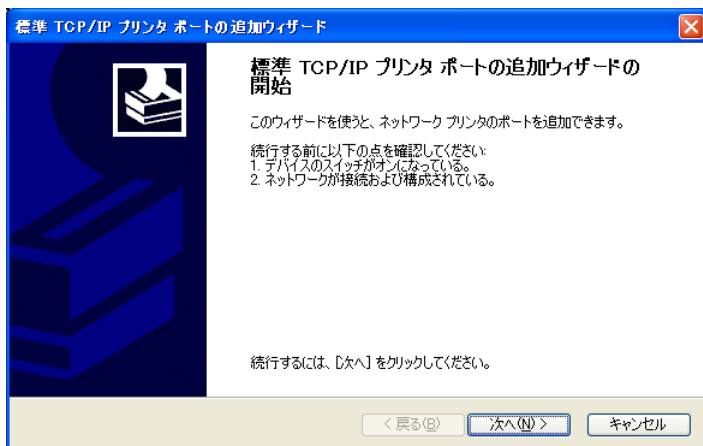 標準 TCP/IP プリンタ ポートの追加ウィザード
標準 TCP/IP プリンタ ポートの追加ウィザードの
開始
このウィザードを使うと、ネットワーク プリンタのポートを追加できます。
続行する前に以下の点を確認してください:
1. デバイスのスイッチがオンになっている。
2. ネットワークが接続および構成されている。
続行するには、[次へ] をクリックしてください。
< 戻る(B)
次へ(N) >
キャンセル